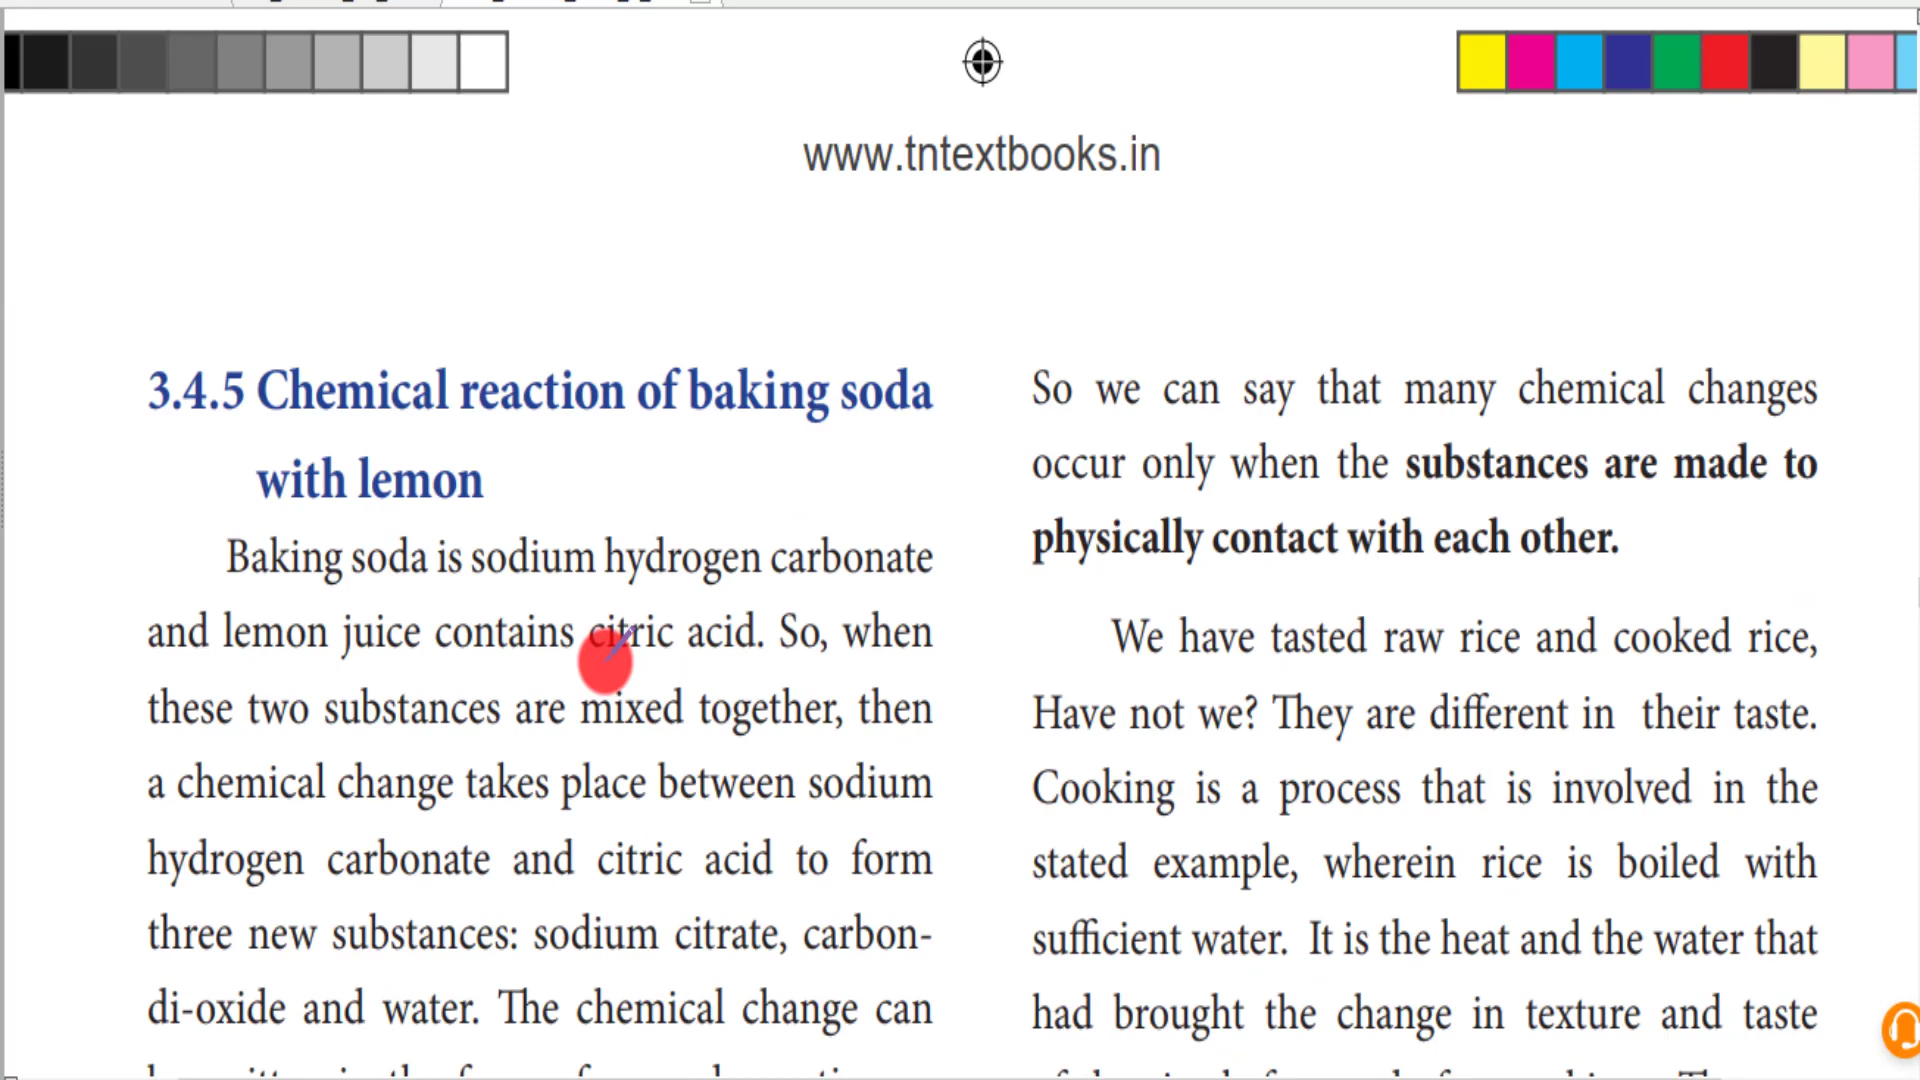 www.tntextbooks.in
3.4.5 Chemical reaction of baking soda
with lemon
Baking soda is sodium hydrogen carbonate
and lemon juice contains citric acid. So, when
these two substances are mixed together, then
a chemical change takes place between sodium
hydrogen carbonate and citric acid to form
three new substances: sodium citrate, carbon-
di-oxide and water. The chemical change can
So we can say that many chemical changes
occur only when the substances are made to
physically contact with each other.
We have tasted raw rice and cooked rice,
Have not we? They are different in their taste.
Cooking is a process that is involved in the
stated example, wherein rice is boiled with
sufficient water. It is the heat and the water that
had brought the change in texture and taste